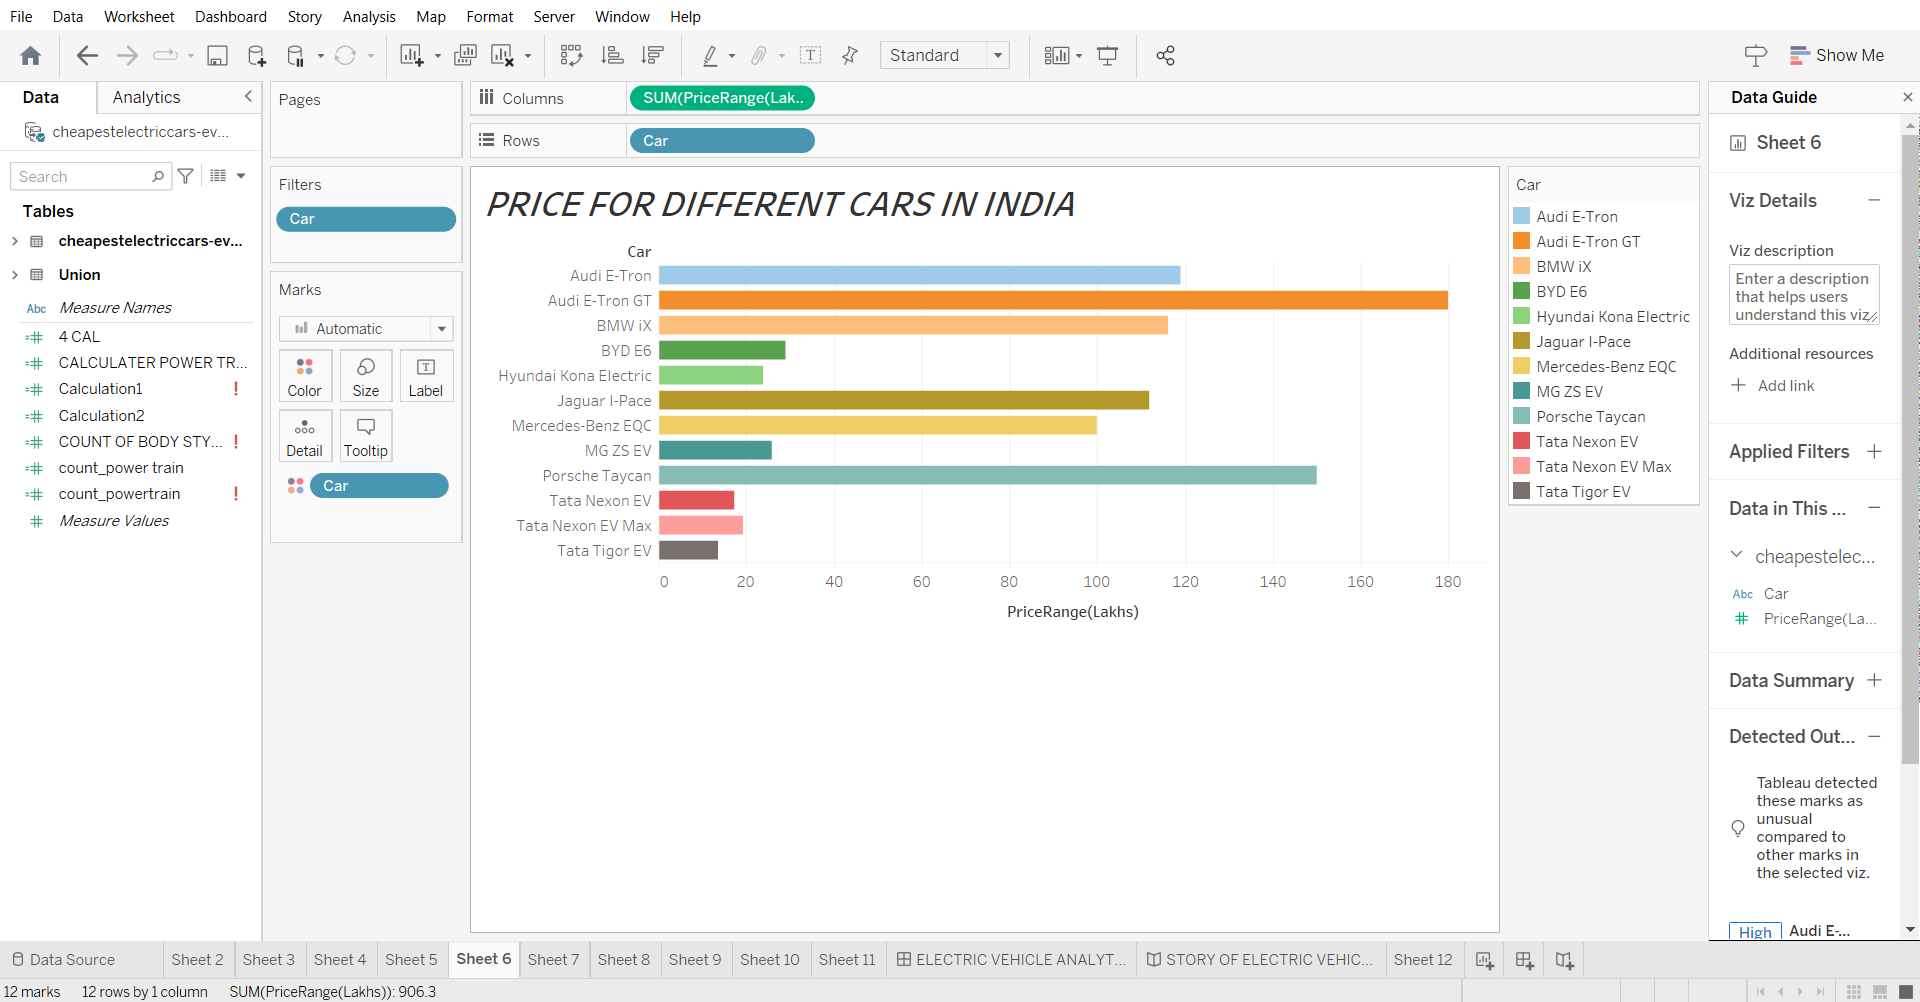 File Data Worksheet Dashboard Story Analysis Map Format Server Window Help
Standard
Show Me
Data Analytics
cheapestelectriccars-ev...
Search
Tables
cheapestelectriccars-ev...
Union
Abc Measure Names
4 CAL
CALCULATER POWER TR...
Calculation1 !
Calculation2
COUNT OF BODY STY... !
count_power train
count_powertrain !
Measure Values
Pages
Filters
Car
Marks
Automatic
Color Size Label
Detail Tooltip
Car
Columns SUM(PriceRange(Lak..
Rows Car
PRICE FOR DIFFERENT CARS IN INDIA
Car
Audi E-Tron
Audi E-Tron GT
BMW iX
BYD E6
Hyundai Kona Electric
Jaguar I-Pace
Mercedes-Benz EQC
MG ZS EV
Porsche Taycan
Tata Nexon EV
Tata Nexon EV Max
Tata Tigor EV
0 20 40 60 80 100 120 140 160 180
PriceRange(Lakhs)
Car
Audi E-Tron
Audi E-Tron GT
BMW iX
BYD E6
Hyundai Kona Electric
Jaguar I-Pace
Mercedes-Benz EQC
MG ZS EV
Porsche Taycan
Tata Nexon EV
Tata Nexon EV Max
Tata Tigor EV
Data Guide
Sheet 6
Viz Details
Viz description
Enter a description
that helps users
understand this viz
Additional resources
Add link
Applied Filters
Data in This ...
cheapestelec...
Abc Car
PriceRange(La...
Data Summary
Detected Out...
Tableau detected
these marks as
unusual
compared to
other marks in
the selected viz.
High Audi E-...
Data Source Sheet 2 Sheet 3 Sheet 4 Sheet 5 Sheet 6 Sheet 7 Sheet 8 Sheet 9 Sheet 10 Sheet 11 ELECTRIC VEHICLE ANALYT... STORY OF ELECTRIC VEHIC... Sheet 12
12 marks 12 rows by 1 column SUM(PriceRange(Lakhs)): 906.3